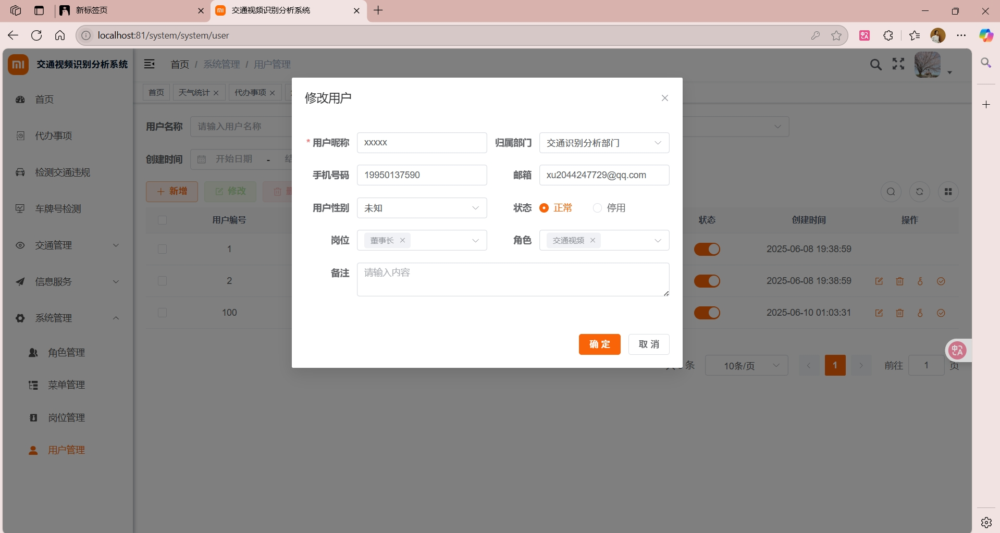 新标签页
交通视频识别分析系统
localhost:81/system/system/user
交通视频识别分析系统
首页 / 系统管理 / 用户管理
首页 天气统计 代办事项
首页
代办事项
检测交通违规
车牌号检测
交通管理
信息服务
系统管理
角色管理
菜单管理
岗位管理
用户管理
用户名称 请输入用户名称
创建时间 开始日期 - 结
新增 修改
用户编号 状态 创建时间 操作
1 2025-06-08 19:38:59
2 2025-06-08 19:38:59
100 2025-06-10 01:03:31
条 10条/页 1 前往 1 页
修改用户
* 用户昵称 xxxxx 归属部门 交通识别分析部门
手机号码 19950137590 邮箱 xu2044247729@qq.com
用户性别 未知 状态 正常 停用
岗位 董事长 角色 交通视频
备注 请输入内容
确定 取消